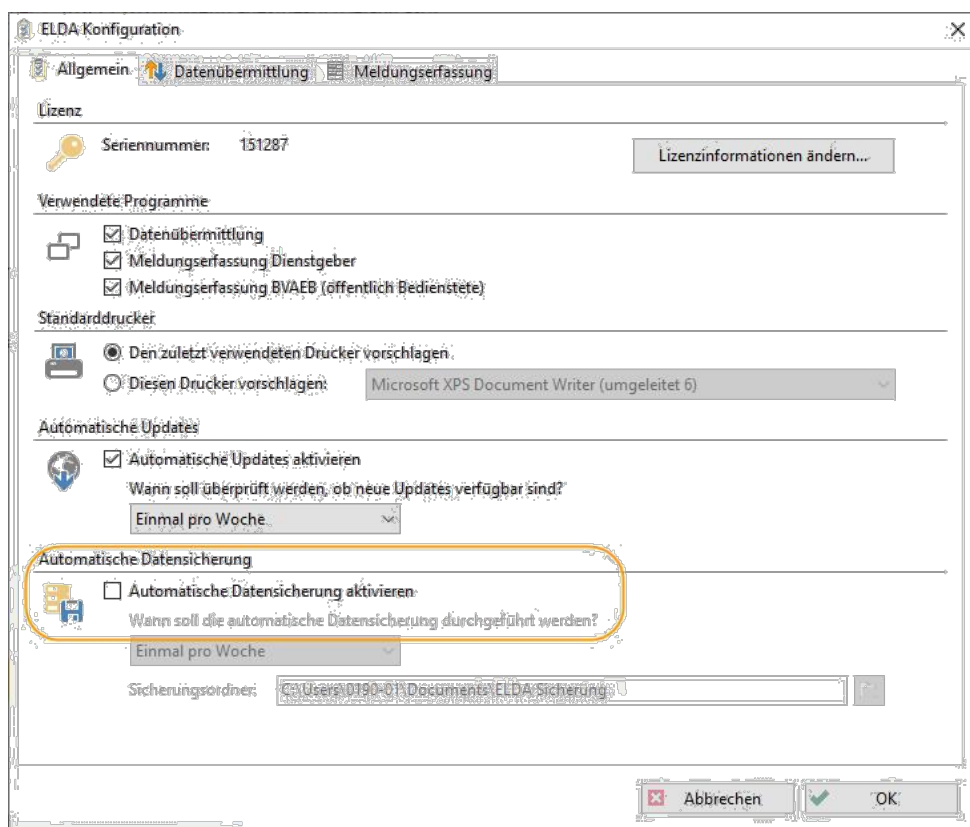 ELDA Konfiguration
Allgemein Datenübermittlung Meldungserfassung
Lizenz
Seriennummer: 151287
Lizenzinformationen ändern...
Verwendete Programme
Datenübermittlung
Meldungserfassung Dienstgeber
Meldungserfassung BVAEB (öffentlich Bedienstete)
Standarddrucker
Den zuletzt verwendeten Drucker vorschlagen
Diesen Drucker vorschlagen: Microsoft XPS Document Writer (umgeleitet 6)
Automatische Updates
Automatische Updates aktivieren
Wann soll überprüft werden, ob neue Updates verfügbar sind?
Einmal pro Woche
Automatische Datensicherung
Automatische Datensicherung aktivieren
Wann soll die automatische Datensicherung durchgeführt werden?
Einmal pro Woche
Sicherungsordner: C:\Users\0190-01\Documents\ELDA Sicherung
Abbrechen OK